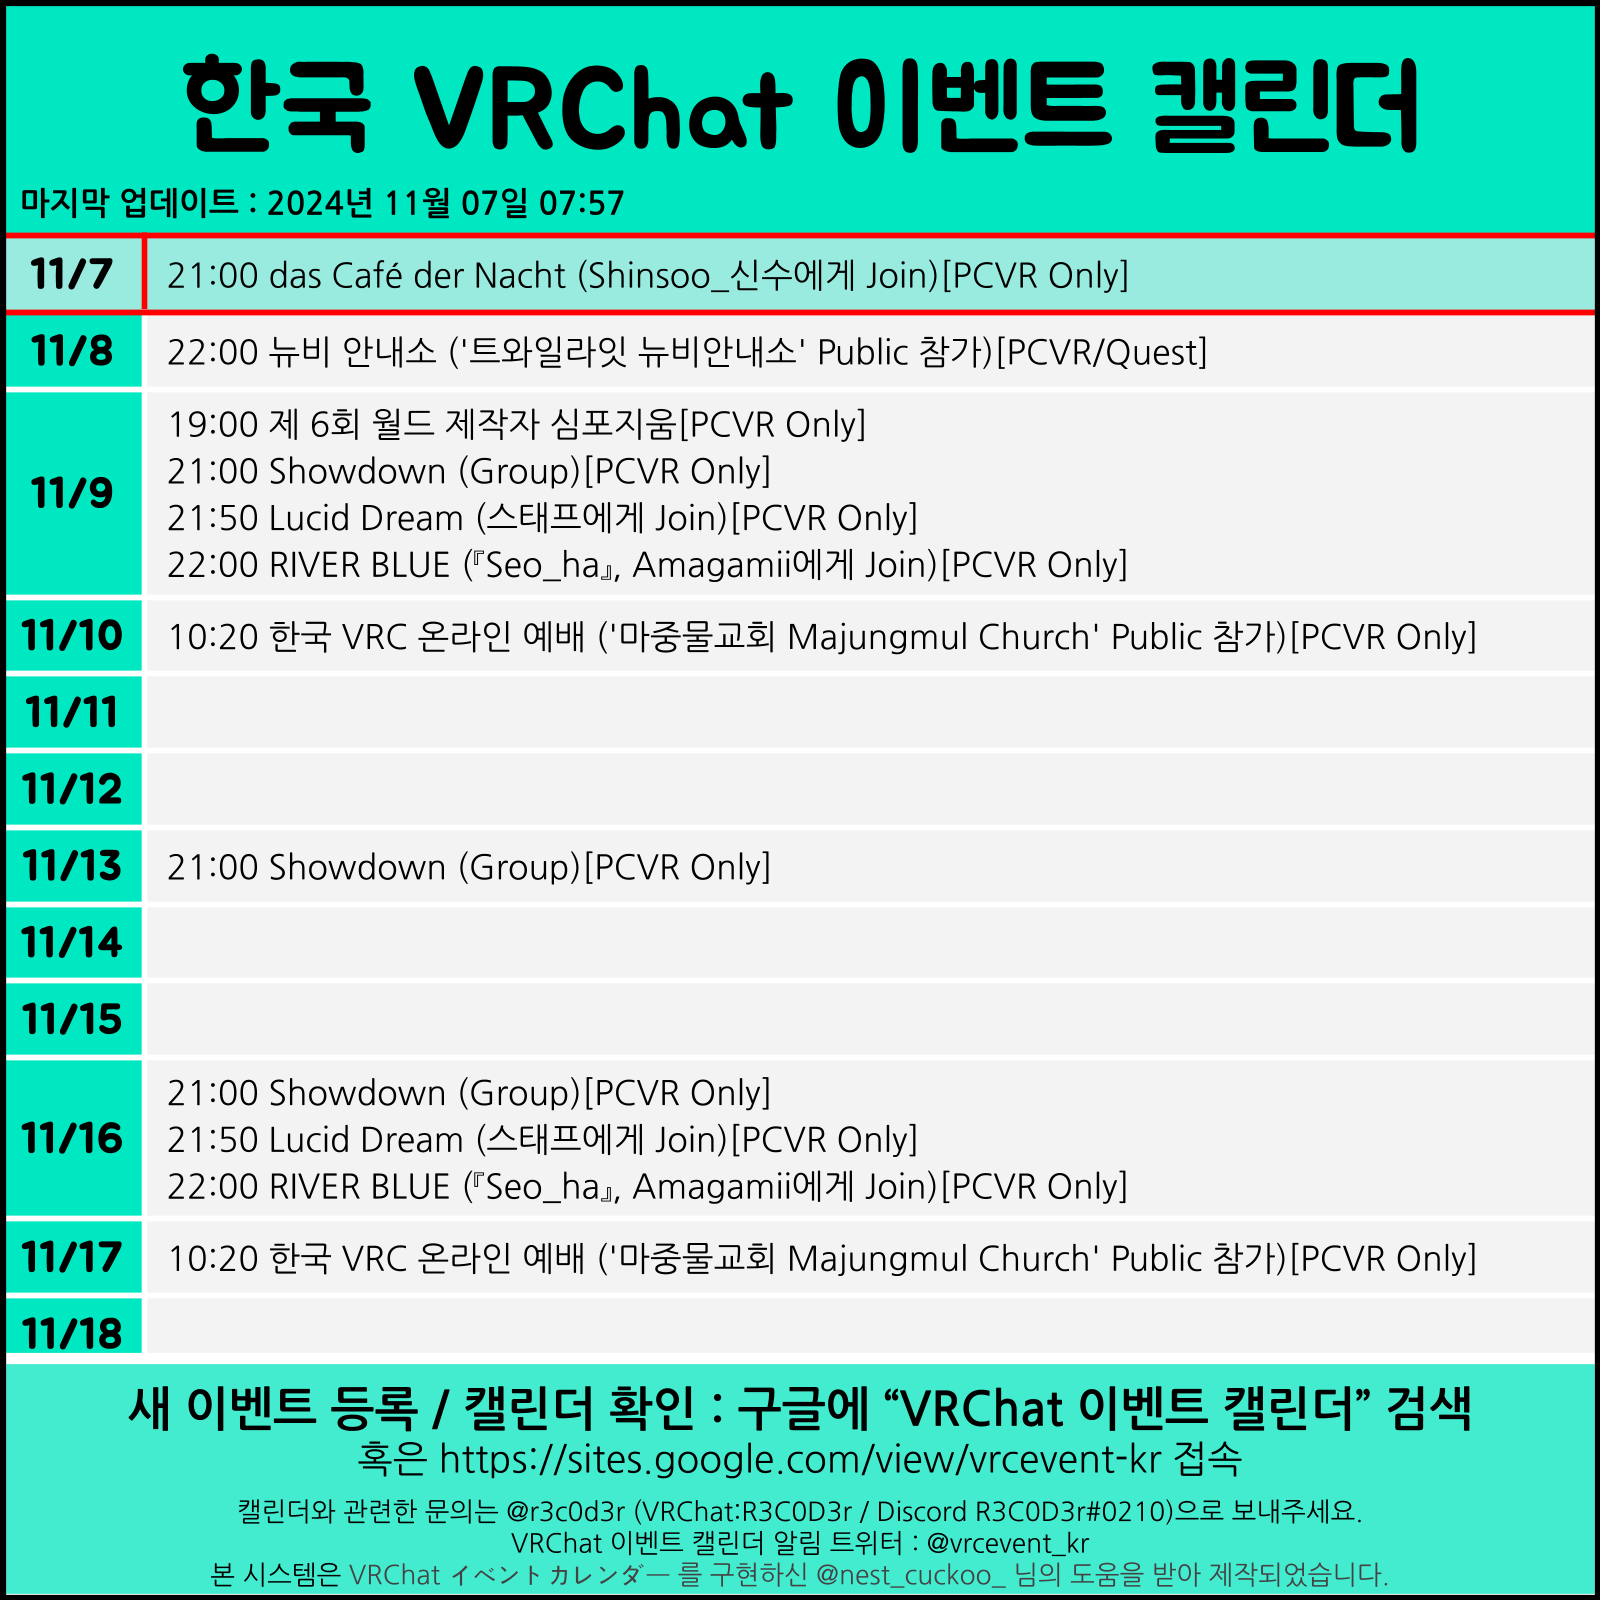 한국 VRChat 이벤트 캘린더
마지막 업데이트 : 2024년 11월 07일 07:57
11/7
21:00 das Café der Nacht (Shinsoo_신수에게 Join)[PCVR Only]
11/8
22:00 뉴비 안내소 ('트와일라잇 뉴비안내소' Public 참가)[PCVR/Quest]
11/9
19:00 제 6회 월드 제작자 심포지움[PCVR Only]
21:00 Showdown (Group)[PCVR Only]
21:50 Lucid Dream (스태프에게 Join)[PCVR Only]
22:00 RIVER BLUE (『Seo_ha』, Amagamii에게 Join)[PCVR Only]
11/10
10:20 한국 VRC 온라인 예배 ('마중물교회 Majungmul Church' Public 참가)[PCVR Only]
11/11
11/12
11/13
21:00 Showdown (Group)[PCVR Only]
11/14
11/15
11/16
21:00 Showdown (Group)[PCVR Only]
21:50 Lucid Dream (스태프에게 Join)[PCVR Only]
22:00 RIVER BLUE (『Seo_ha』, Amagamii에게 Join)[PCVR Only]
11/17
10:20 한국 VRC 온라인 예배 ('마중물교회 Majungmul Church' Public 참가)[PCVR Only]
11/18
새 이벤트 등록 / 캘린더 확인 : 구글에 “VRChat 이벤트 캘린더” 검색
혹은 https://sites.google.com/view/vrcevent-kr 접속
캘린더와 관련한 문의는 @r3c0d3r (VRChat:R3C0D3r / Discord R3C0D3r#0210)으로 보내주세요.
VRChat 이벤트 캘린더 알림 트위터 : @vrcevent_kr
본 시스템은 VRChat イベントカレンダー 를 구현하신 @nest_cuckoo_ 님의 도움을 받아 제작되었습니다.